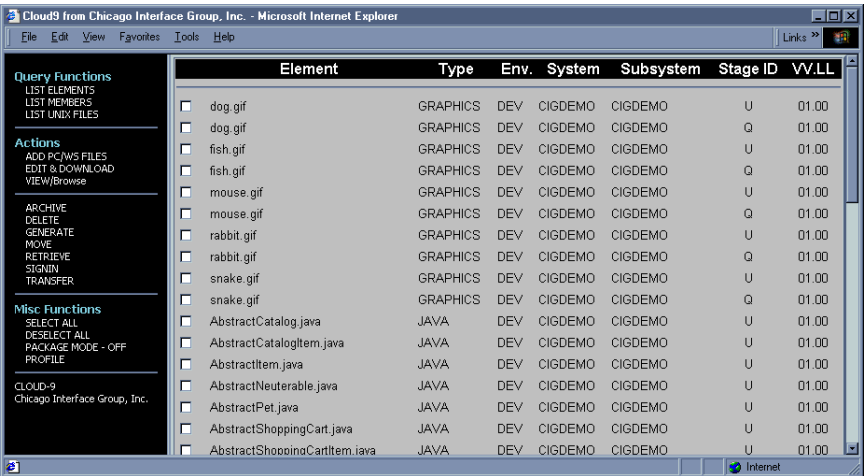 Cloud9 from Chicago Interface Group, Inc. - Microsoft Internet Explorer
File Edit View Favorites Tools Help Links »
Query Functions
LIST ELEMENTS
LIST MEMBERS
LIST UNIX FILES
Actions
ADD PC/WS FILES
EDIT & DOWNLOAD
VIEW/Browse
ARCHIVE
DELETE
GENERATE
MOVE
RETRIEVE
SIGNIN
TRANSFER
Misc Functions
SELECT ALL
DESELECT ALL
PACKAGE MODE - OFF
PROFILE
CLOUD-9
Chicago Interface Group, Inc.
Element Type Env. System Subsystem Stage ID VV.LL
dog.gif GRAPHICS DEV CIGDEMO CIGDEMO U 01.00
dog.gif GRAPHICS DEV CIGDEMO CIGDEMO Q 01.00
fish.gif GRAPHICS DEV CIGDEMO CIGDEMO U 01.00
fish.gif GRAPHICS DEV CIGDEMO CIGDEMO Q 01.00
mouse.gif GRAPHICS DEV CIGDEMO CIGDEMO U 01.00
mouse.gif GRAPHICS DEV CIGDEMO CIGDEMO Q 01.00
rabbit.gif GRAPHICS DEV CIGDEMO CIGDEMO U 01.00
rabbit.gif GRAPHICS DEV CIGDEMO CIGDEMO Q 01.00
snake.gif GRAPHICS DEV CIGDEMO CIGDEMO U 01.00
snake.gif GRAPHICS DEV CIGDEMO CIGDEMO Q 01.00
AbstractCatalog.java JAVA DEV CIGDEMO CIGDEMO U 01.00
AbstractCatalogItem.java JAVA DEV CIGDEMO CIGDEMO U 01.00
AbstractItem.java JAVA DEV CIGDEMO CIGDEMO U 01.00
AbstractNeuterable.java JAVA DEV CIGDEMO CIGDEMO U 01.00
AbstractPet.java JAVA DEV CIGDEMO CIGDEMO U 01.00
AbstractShoppingCart.java JAVA DEV CIGDEMO CIGDEMO U 01.00
AbstractShoppingCartItem.java JAVA DEV CIGDEMO CIGDEMO U 01.00
Internet